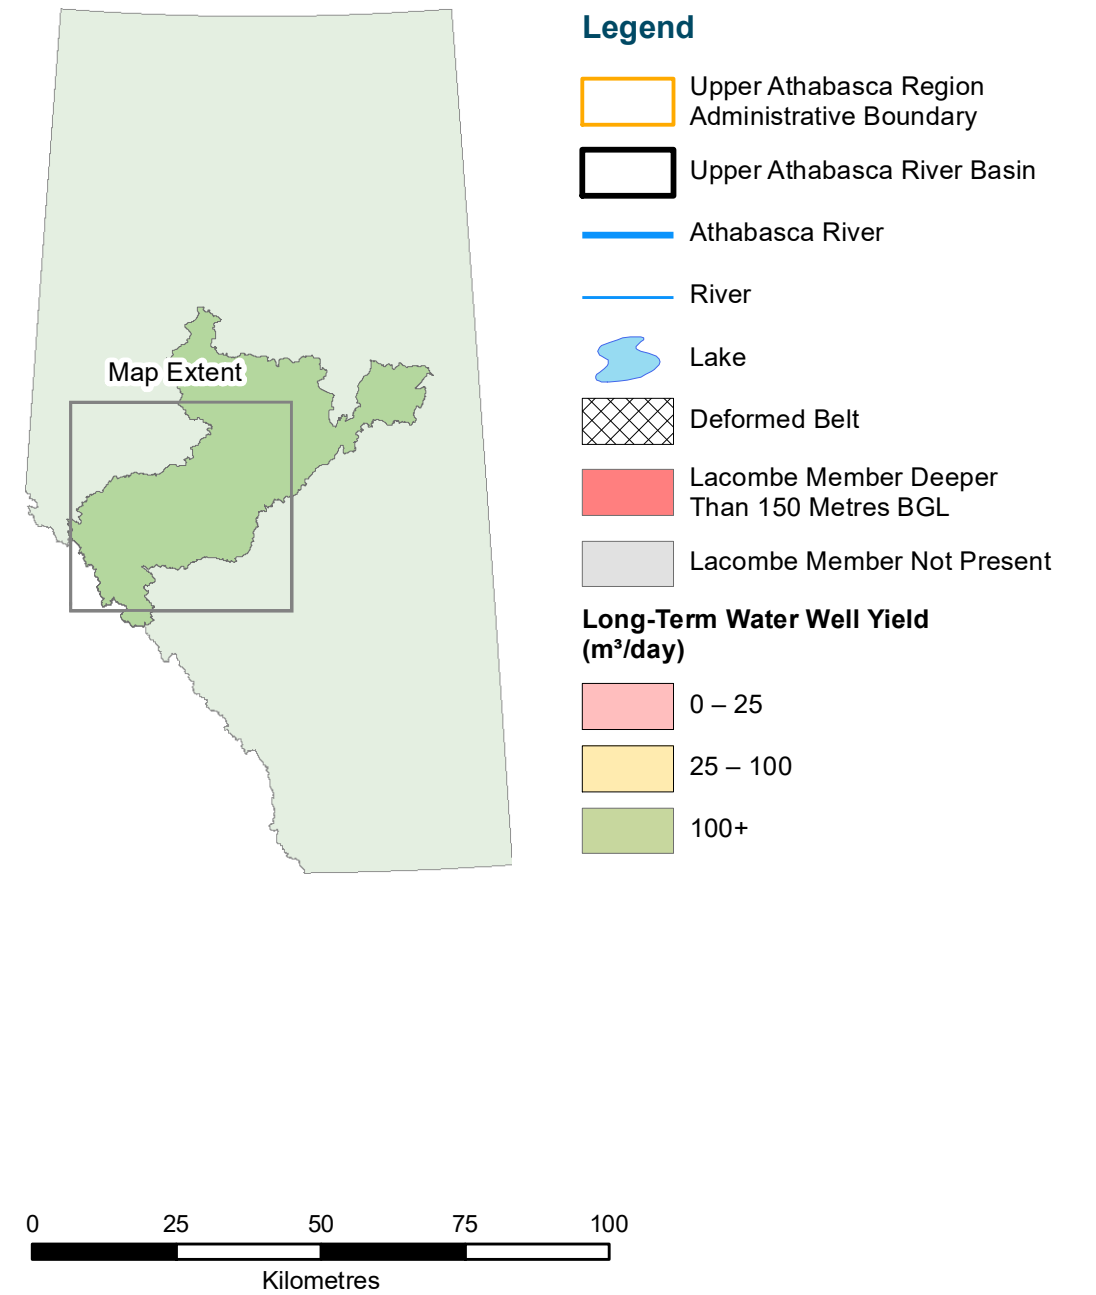 Map Extent
Legend
Upper Athabasca Region
Administrative Boundary
Upper Athabasca River Basin
Athabasca River
River
Lake
Deformed Belt
Lacombe Member Deeper
Than 150 Metres BGL
Lacombe Member Not Present
Long-Term Water Well Yield
(m³/day)
0 – 25
25 – 100
100+
0 25 50 75 100
Kilometres